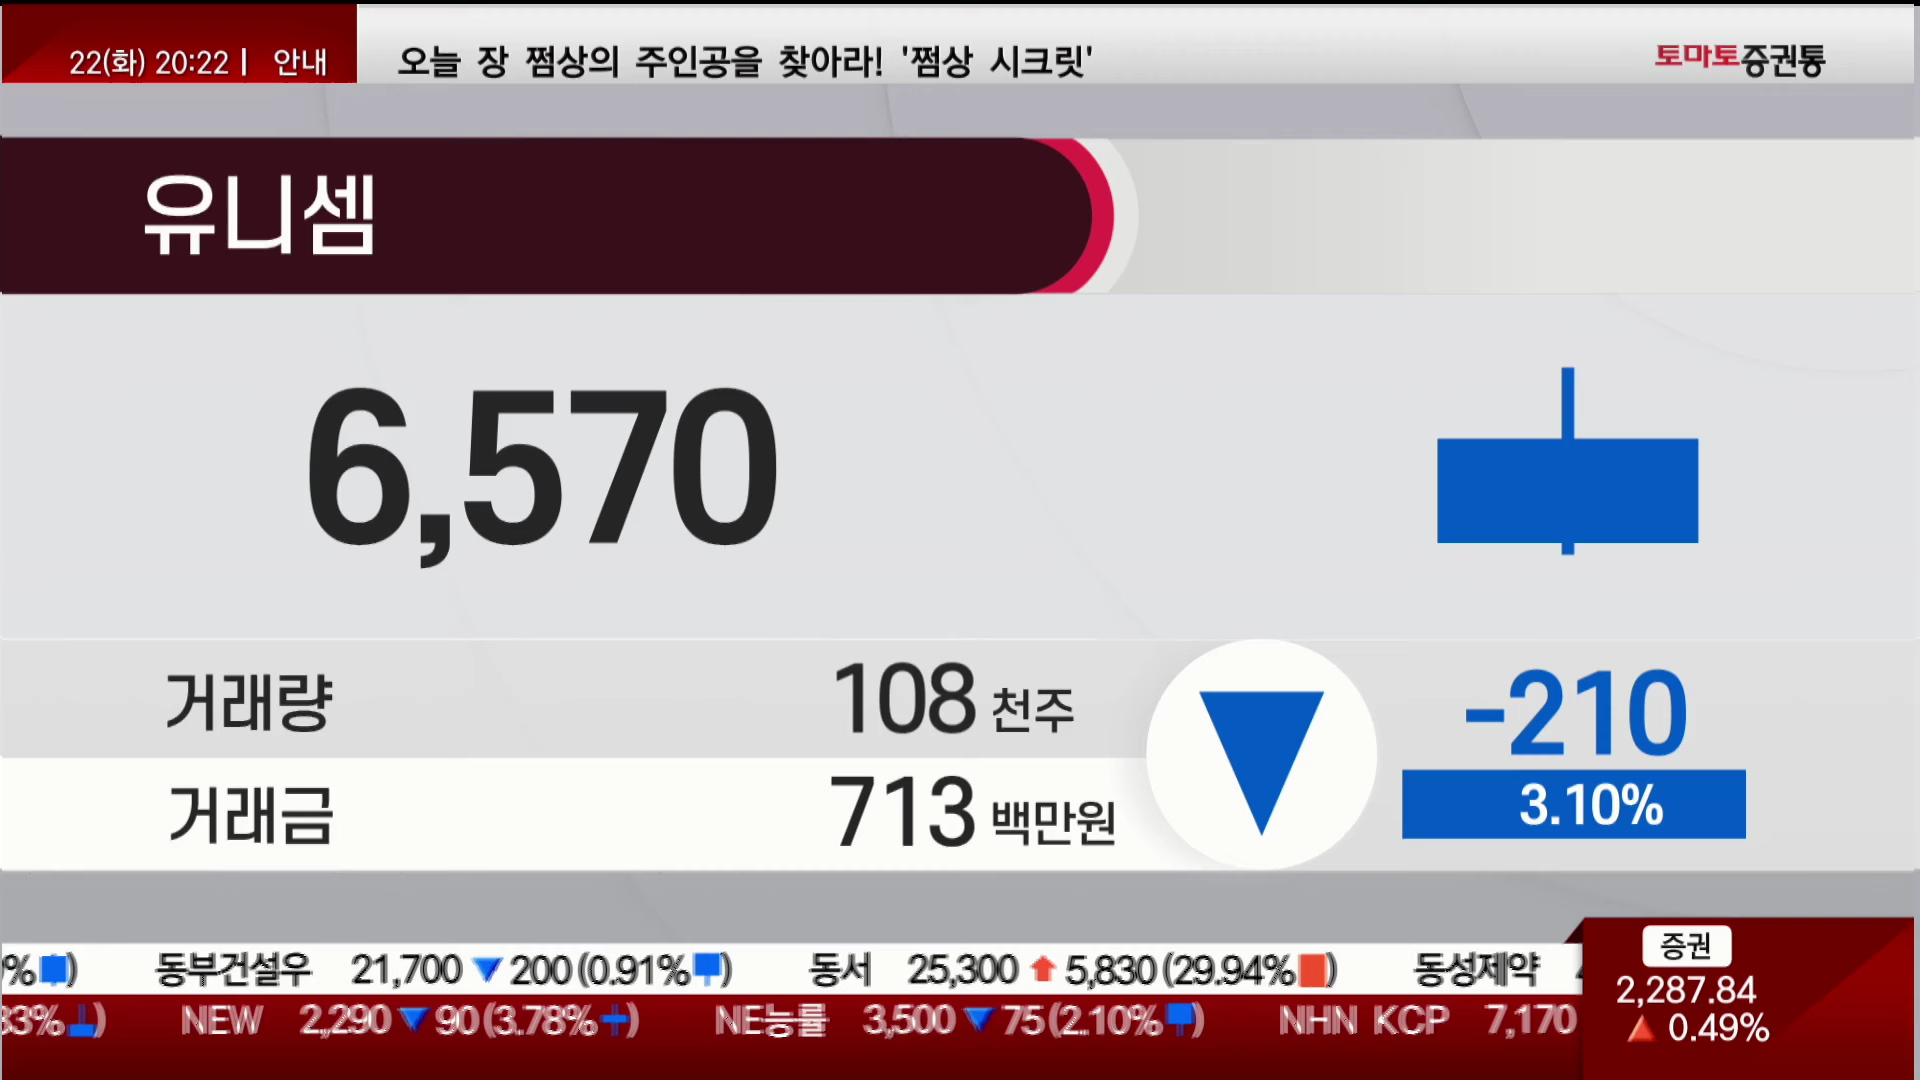 22(화) 20:22 | 안내
오늘 장 쩜상의 주인공을 찾아라! '쩜상 시크릿'
토마토증권통
유니셈
6,570
거래량 108 천주
-210
3.10%
거래금 713 백만원
% ) 동부건설우 21,700 ▼ 200 (0.91% ) 동서 25,300 5,830 (29.94% ) 동성제약
33% ) NEW 2,290 ▼ 90 (3.78% ) NE능률 3,500 ▼ 75 (2.10% ) NHN KCP 7,170
증권
2,287.84
▲ 0.49%